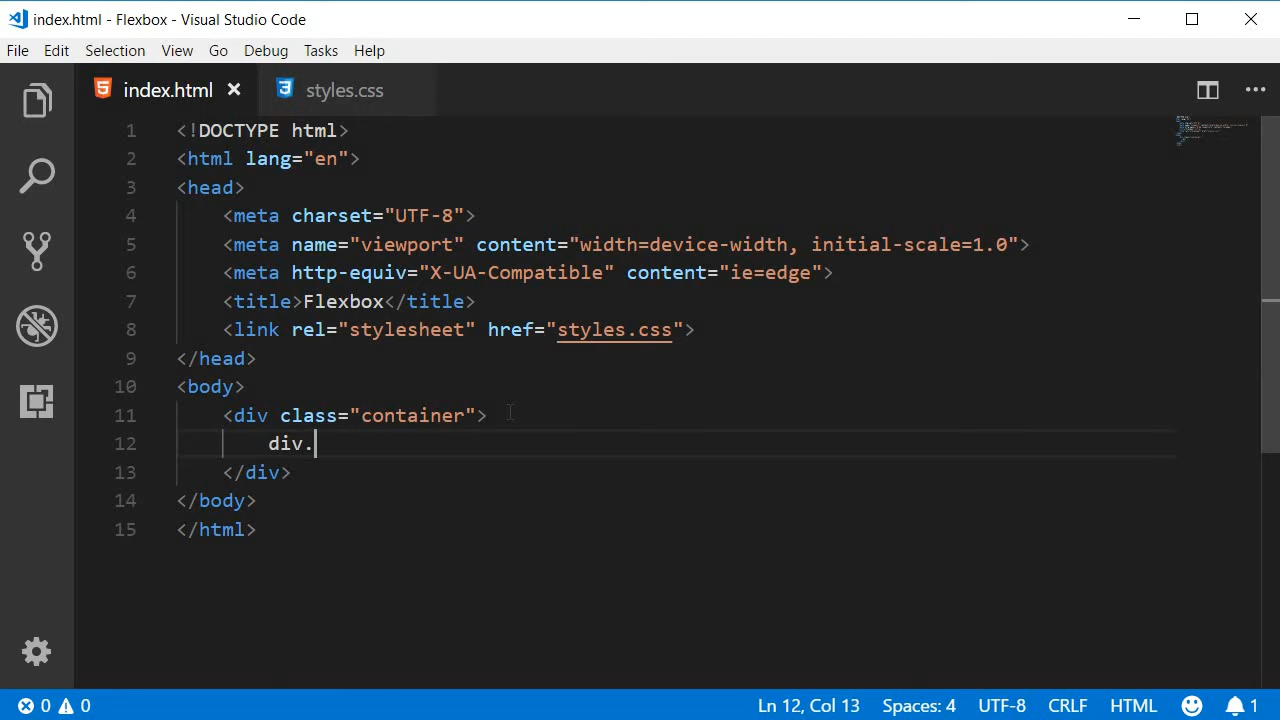 index.html - Flexbox - Visual Studio Code
File Edit Selection View Go Debug Tasks Help
index.html styles.css
1 <!DOCTYPE html>
2 <html lang="en">
3 <head>
4 <meta charset="UTF-8">
5 <meta name="viewport" content="width=device-width, initial-scale=1.0">
6 <meta http-equiv="X-UA-Compatible" content="ie=edge">
7 <title>Flexbox</title>
8 <link rel="stylesheet" href="styles.css">
9 </head>
10 <body>
11 <div class="container">
12 div.
13 </div>
14 </body>
15 </html>
0 0 Ln 12, Col 13 Spaces: 4 UTF-8 CRLF HTML 1